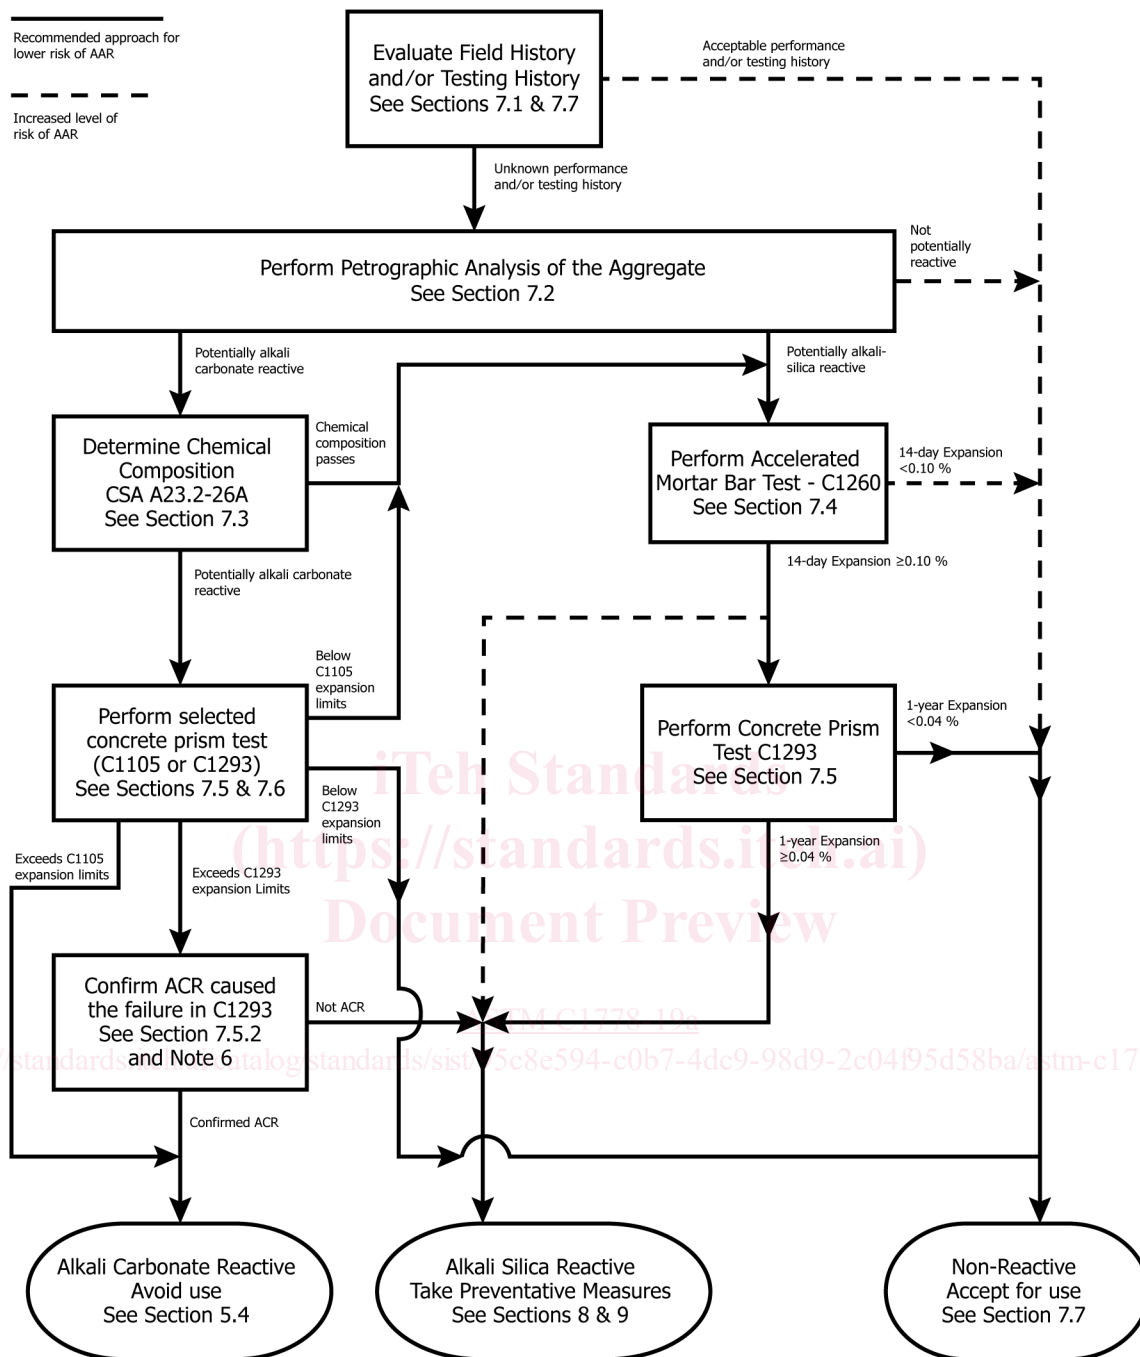 Recommended approach for
lower risk of AAR
Increased level of
risk of AAR
Evaluate Field History
and/or Testing History
See Sections 7.1 & 7.7
Acceptable performance
and/or testing history
Unknown performance
and/or testing history
Perform Petrographic Analysis of the Aggregate
See Section 7.2
Not
potentially
reactive
Potentially alkali
carbonate reactive
Potentially alkali-
silica reactive
Determine Chemical
Composition
CSA A23.2-26A
See Section 7.3
Chemical
composition
passes
Perform Accelerated
Mortar Bar Test - C1260
See Section 7.4
14-day Expansion
<0.10 %
14-day Expansion ≥0.10 %
Potentially alkali carbonate
reactive
Below
C1105
expansion
limits
Perform selected
concrete prism test
(C1105 or C1293)
See Sections 7.5 & 7.6
Below
C1293
expansion
limits
Perform Concrete Prism
Test C1293
See Section 7.5
1-year Expansion
<0.04 %
1-year Expansion
≥0.04 %
Exceeds C1105
expansion limits
Exceeds C1293
expansion Limits
iTeh Standards
(https://standards.iteh.ai)
Document Preview
Confirm ACR caused
the failure in C1293
See Section 7.5.2
and Note 6
Not ACR
ASTM C1778-19a
Confirmed ACR
Alkali Carbonate Reactive
Avoid use
See Section 5.4
Alkali Silica Reactive
Take Preventative Measures
See Sections 8 & 9
Non-Reactive
Accept for use
See Section 7.7